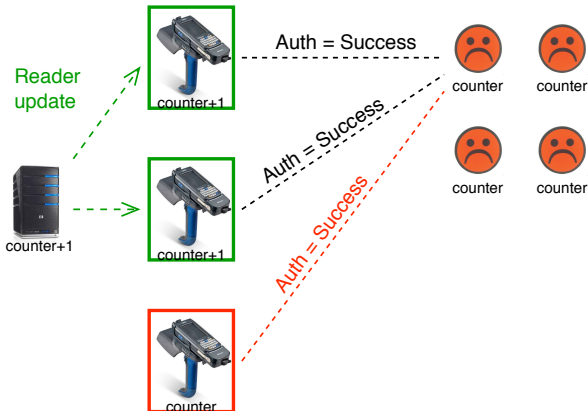 Auth = Success
Reader
update
counter+1
counter
counter
Auth = Success
counter
counter
counter+1
counter+1
Auth = Success
counter